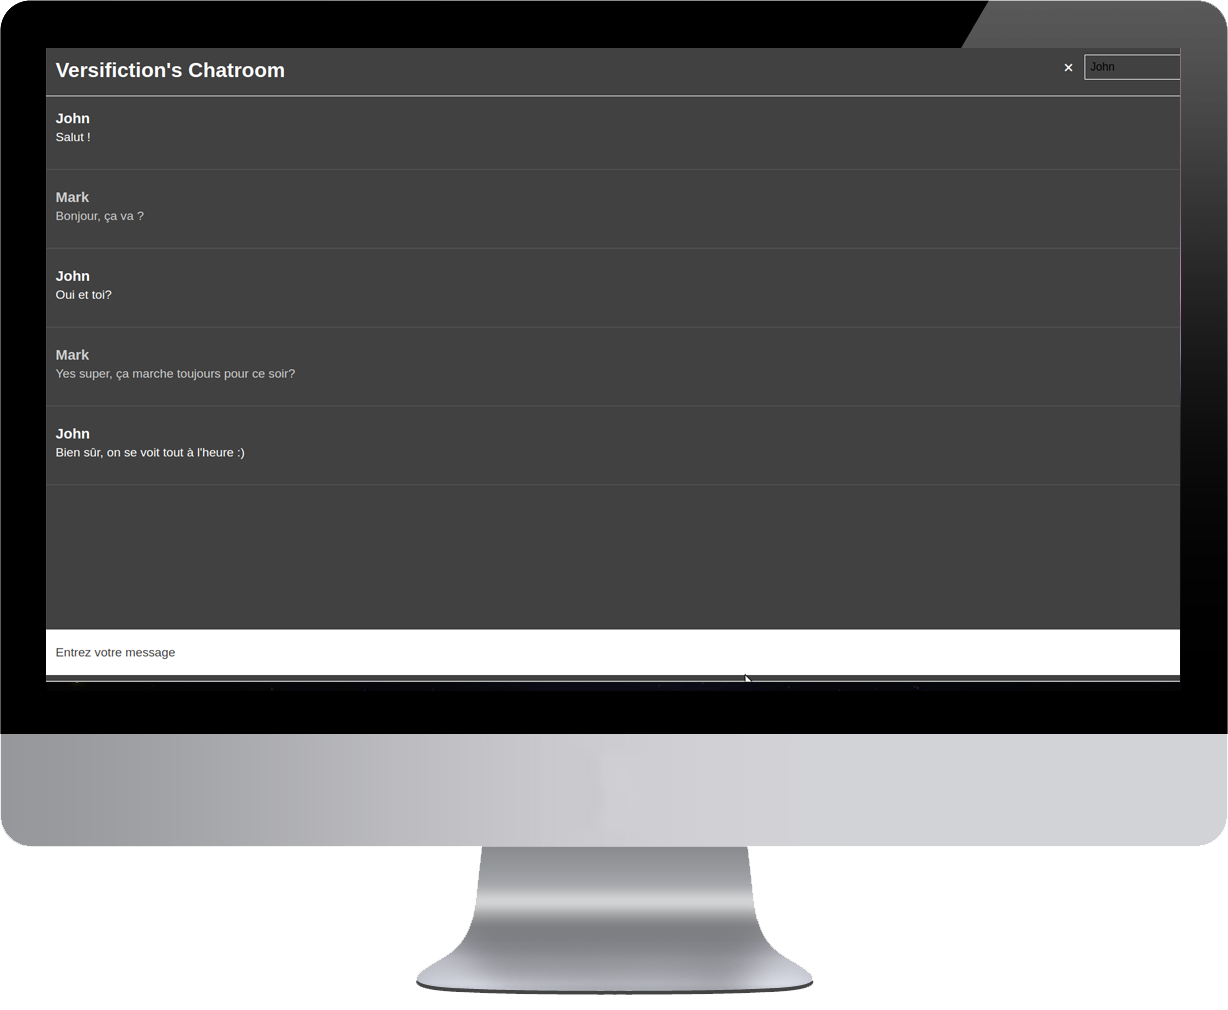 Versifiction's Chatroom
× John
John
Salut !
Mark
Bonjour, ça va ?
John
Oui et toi?
Mark
Yes super, ça marche toujours pour ce soir?
John
Bien sûr, on se voit tout à l'heure :)
Entrez votre message